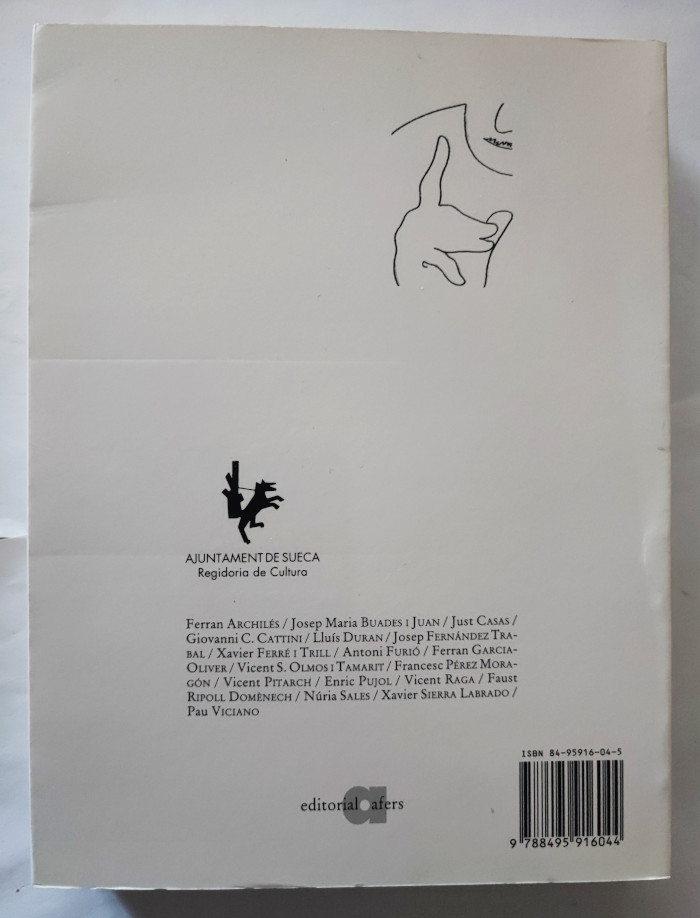 AJUNTAMENT DE SUECA
Regidoria de Cultura
Ferran ARCHILÉS / Josep Maria BUADES I JUAN / Just CASAS /
Giovanni C. CATTINI / Lluís DURAN / Josep FERNÁNDEZ TRA-
BAL / Xavier FERRÉ I TRILL / Antoni FURIÓ / Ferran GARCIA-
OLIVER / Vicent S. OLMOS I TAMARIT / Francesc PÉREZ MORA-
GÓN / Vicent PITARCH / Enric PUJOL / Vicent RAGA / Faust
RIPOLL DOMÈNECH / Núria SALES / Xavier SIERRA LABRADO /
Pau VICIANO
ISBN 84-95916-04-5
9 788495 916044
editorial afers